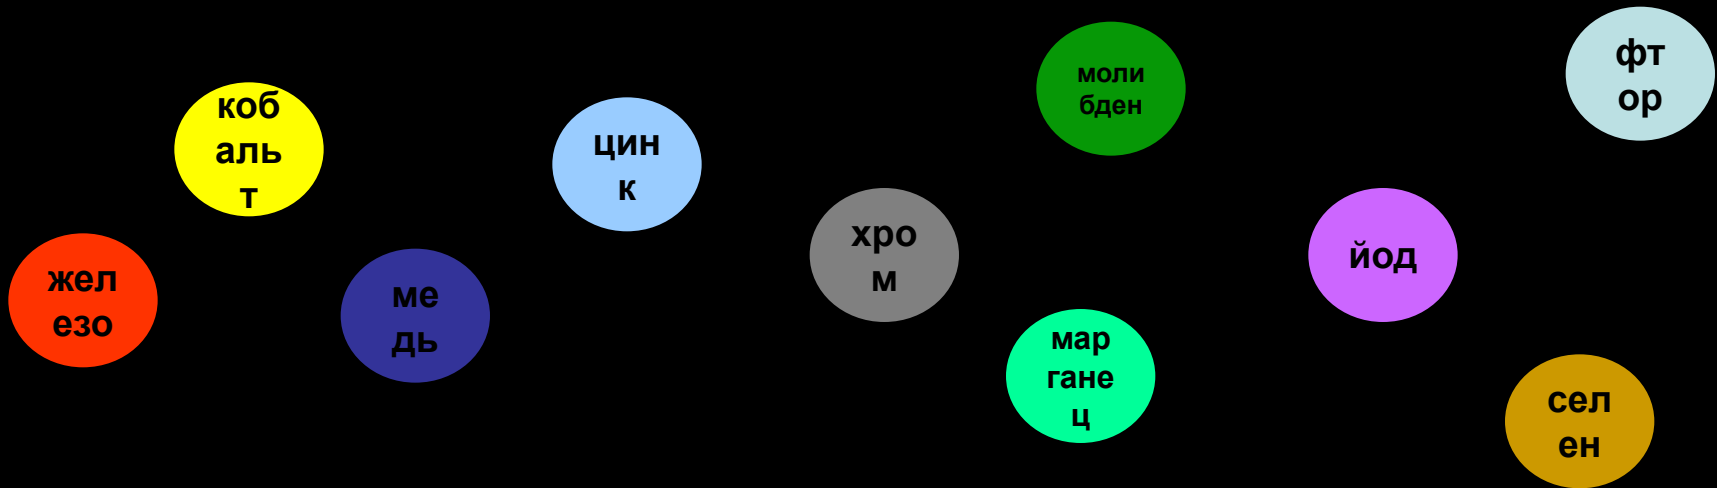 жел
езо
коб
аль
т
ме
дь
цин
к
хро
м
моли
бден
мар
гане
ц
йод
фт
ор
сел
ен